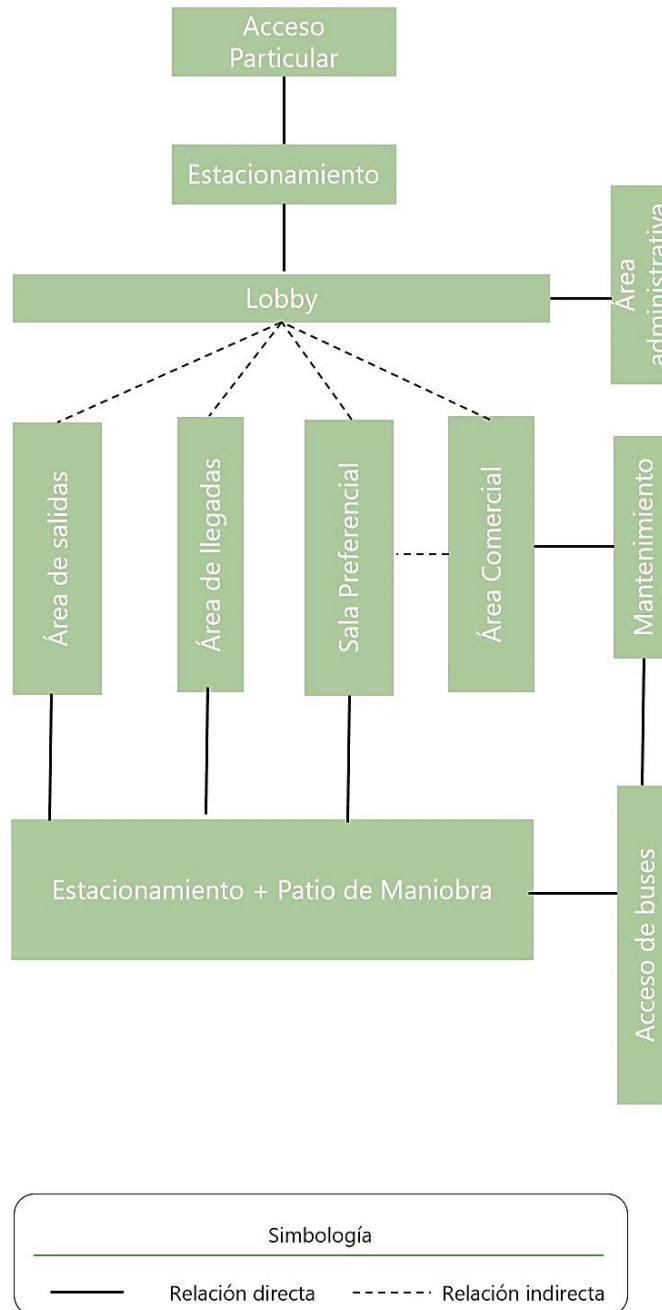 Acceso
Particular
Estacionamiento
Lobby
Área
administrativa
Área de salidas
Área de llegadas
Sala Preferencial
Área Comercial
Mantenimiento
Estacionamiento + Patio de Maniobra
Acceso de buses
Simbología
Relación directa
Relación indirecta